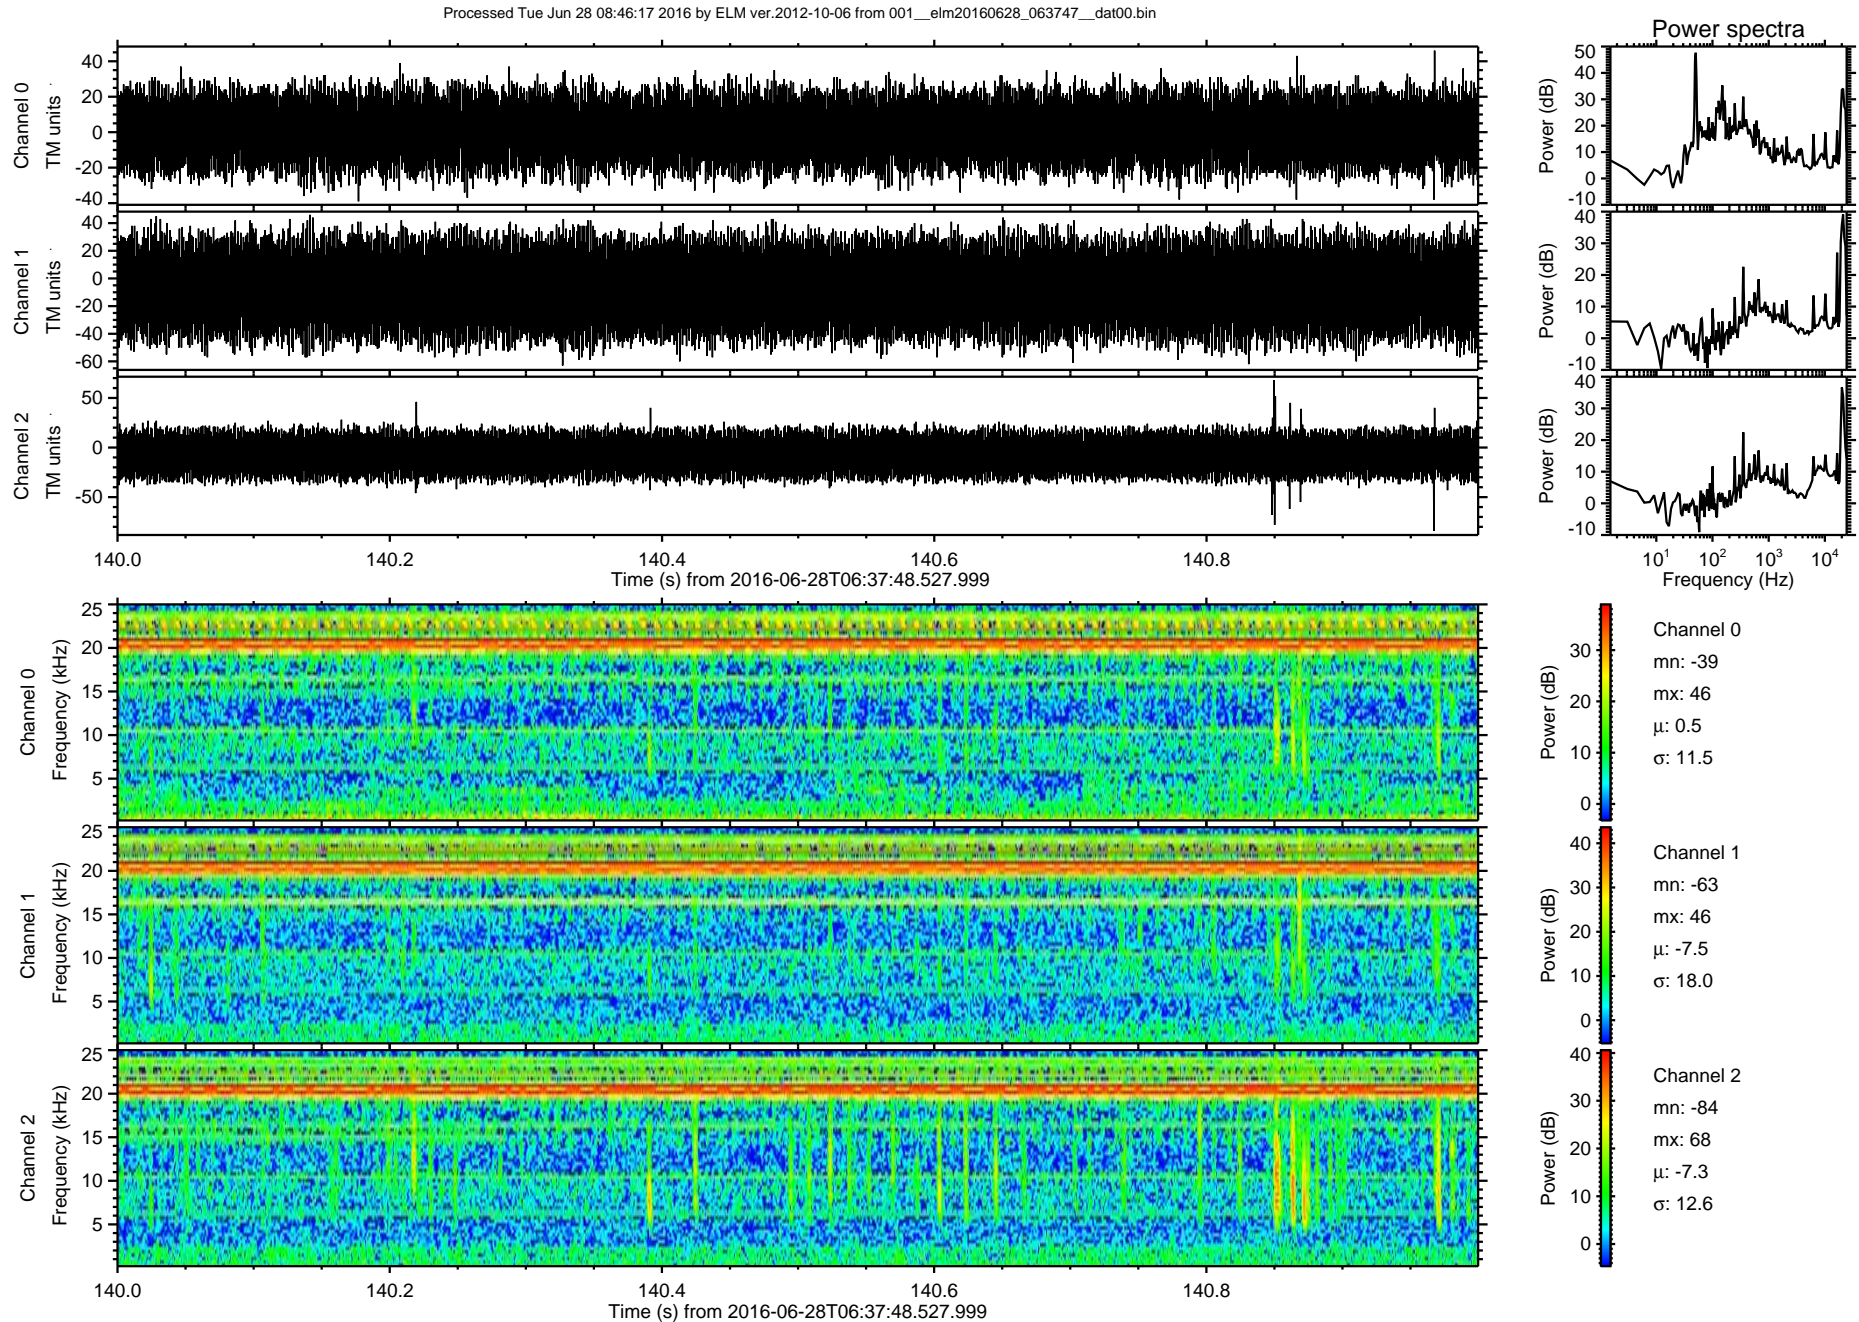 Processed Tue Jun 28 08:46:17 2016 by ELM ver.2012-10-06 from 001__elm20160628_063747__dat00.bin
Power spectra
Channel 0
TM units
40
20
0
-20
-40
Power (dB)
50
40
30
20
10
0
-10
Channel 1
TM units
40
20
0
-20
-40
-60
Power (dB)
40
30
20
10
0
-10
Channel 2
TM units
50
0
-50
Power (dB)
40
30
20
10
0
-10
140.0 140.2 140.4 140.6 140.8
Time (s) from 2016-06-28T06:37:48.527.999
10¹ 10² 10³ 10⁴
Frequency (Hz)
Channel 0
Frequency (kHz)
25
20
15
10
5
Power (dB)
30
20
10
0
Channel 0
mn: -39
mx: 46
μ: 0.5
σ: 11.5
Channel 1
Frequency (kHz)
25
20
15
10
5
Power (dB)
40
30
20
10
0
Channel 1
mn: -63
mx: 46
μ: -7.5
σ: 18.0
Channel 2
Frequency (kHz)
25
20
15
10
5
Power (dB)
40
30
20
10
0
Channel 2
mn: -84
mx: 68
μ: -7.3
σ: 12.6
140.0 140.2 140.4 140.6 140.8
Time (s) from 2016-06-28T06:37:48.527.999